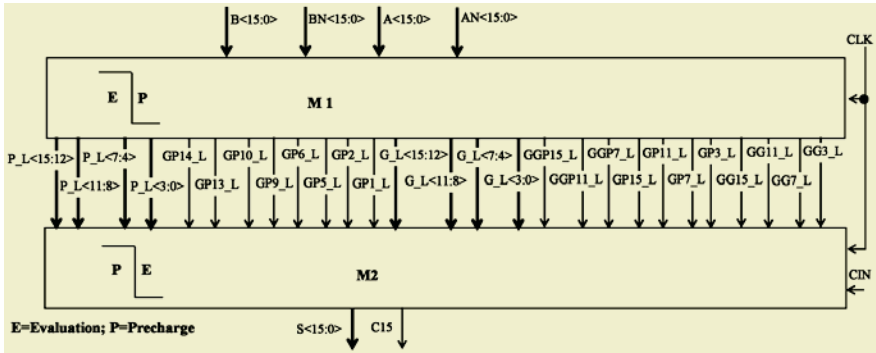 B<15:0> BN<15:0> A<15:0> AN<15:0>
CLK
E P
M 1
P_L<15:12> P_L<7:4> GP14_L GP10_L GP6_L GP2_L G_L<15:12> G_L<7:4> GGP15_L GGP7_L GP11_L GP3_L GG11_L GG3_L
P_L<11:8> P_L<3:0> GP13_L GP9_L GP5_L GP1_L G_L<11:8> G_L<3:0> GGP11_L GP15_L GP7_L GG15_L GG7_L
P E
M2
CIN
E=Evaluation; P=Precharge
S<15:0> C15